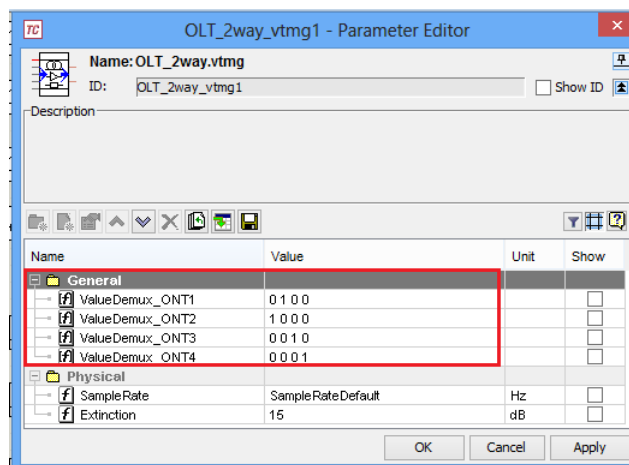 TC OLT_2way_vtmg1 - Parameter Editor
Name: OLT_2way.vtmg
ID: OLT_2way_vtmg1 Show ID
Description
Name Value Unit Show
General
f ValueDemux_ONT1 0 1 0 0
f ValueDemux_ONT2 1 0 0 0
f ValueDemux_ONT3 0 0 1 0
f ValueDemux_ONT4 0 0 0 1
Physical
f SampleRate SampleRateDefault Hz
f Extinction 15 dB
OK Cancel Apply